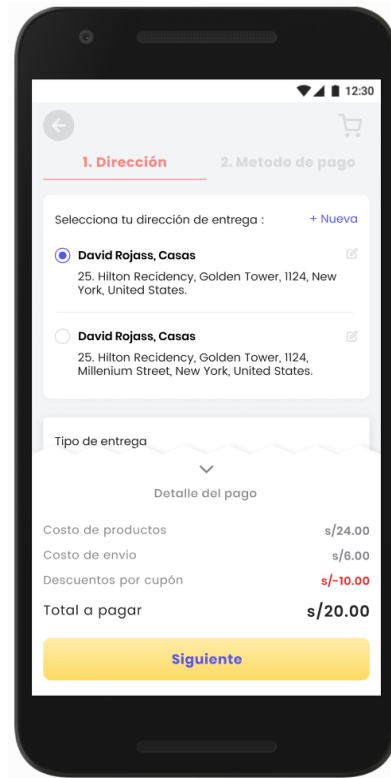 12:30
1. Dirección 2. Metodo de pago
Selecciona tu dirección de entrega : + Nueva
David Rojass, Casas
25. Hilton Recidency, Golden Tower, 1124, New
York, United States.
David Rojass, Casas
25. Hilton Recidency, Golden Tower, 1124,
Millenium Street, New York, United States.
Tipo de entrega
Detalle del pago
Costo de productos s/24.00
Costo de envio s/6.00
Descuentos por cupón s/-10.00
Total a pagar s/20.00
Siguiente